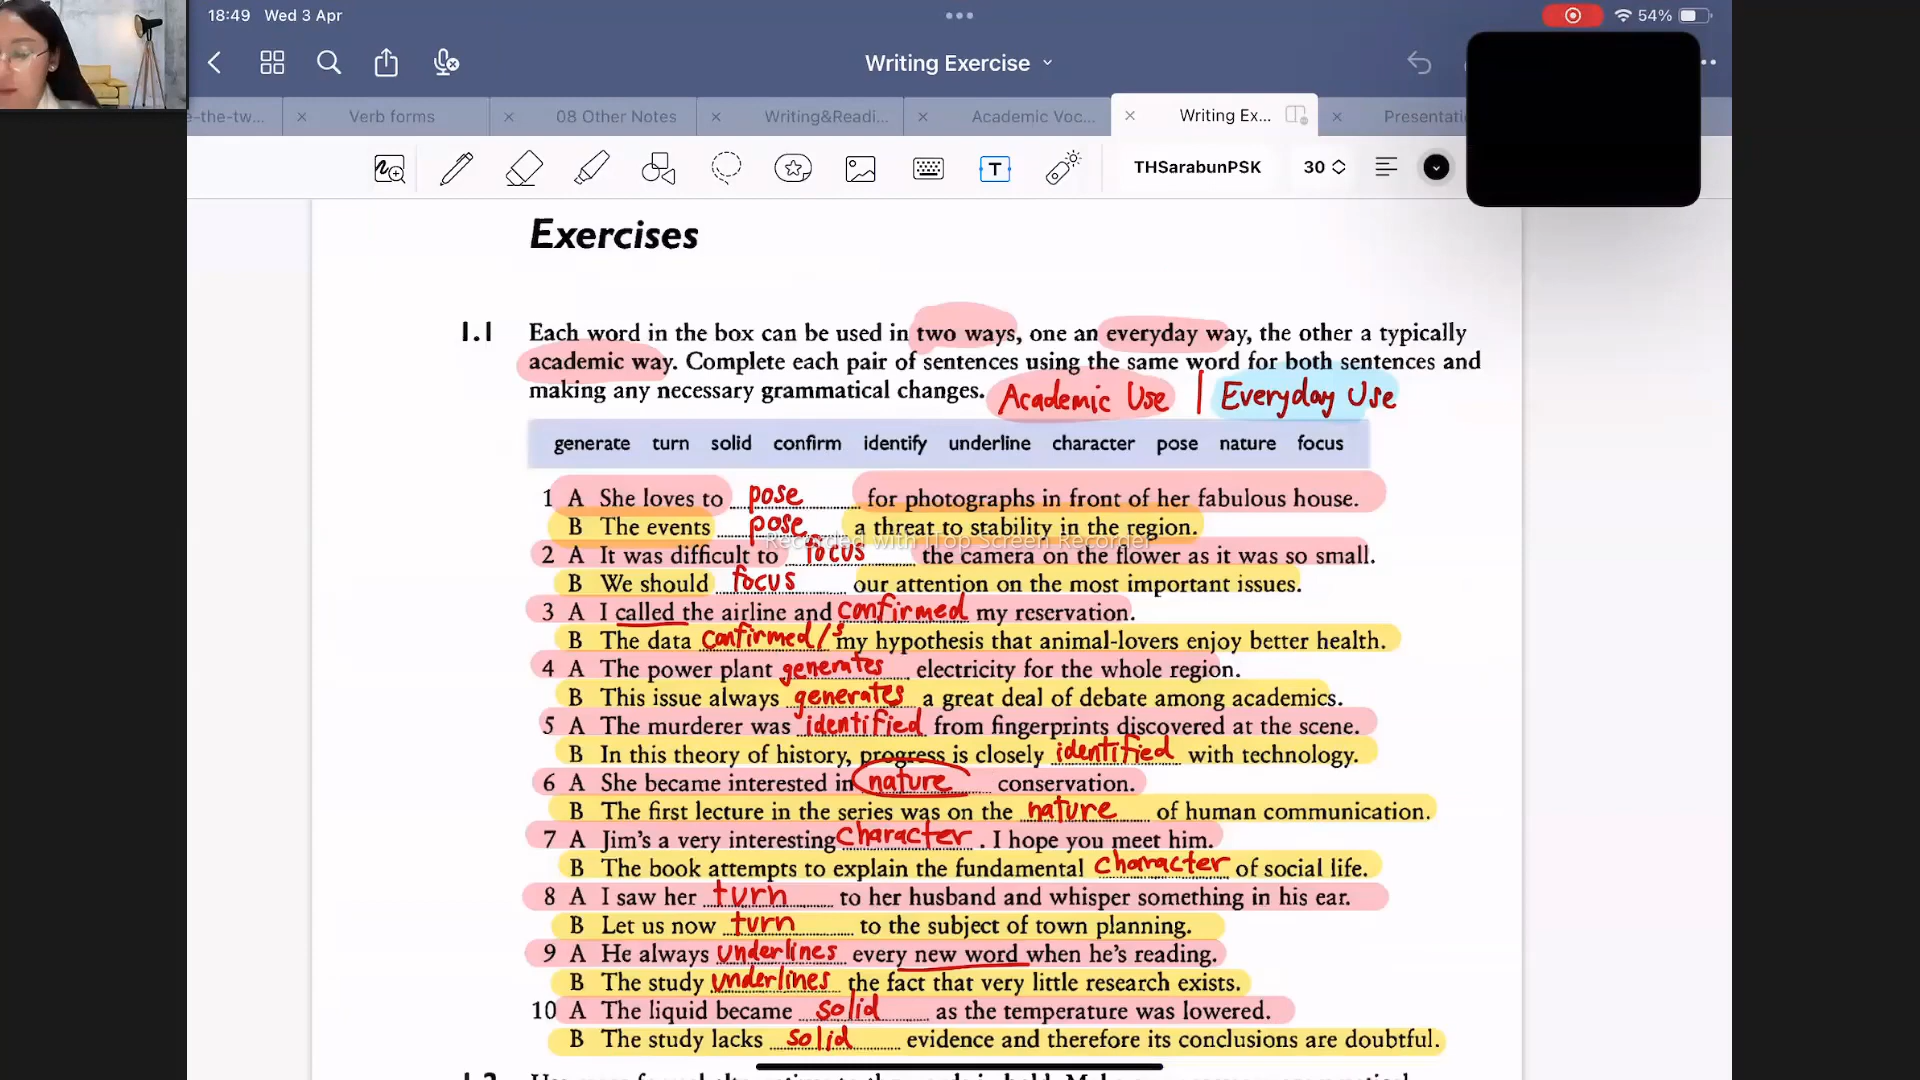 18:49 Wed 3 Apr
54%
Writing Exercise
e-the-tw... × Verb forms × 08 Other Notes × Writing&Readi... × Academic Voc... × Writing Ex... × Presentati
T THSarabunPSK 30
Exercises
1.1 Each word in the box can be used in two ways, one an everyday way, the other a typically
academic way. Complete each pair of sentences using the same word for both sentences and
making any necessary grammatical changes. Academic Use | Everyday Use
generate turn solid confirm identify underline character pose nature focus
1 A She loves to pose for photographs in front of her fabulous house.
B The events pose a threat to stability in the region.
Recorded with iTop Screen Recorder
2 A It was difficult to focus the camera on the flower as it was so small.
B We should focus our attention on the most important issues.
3 A I called the airline and confirmed my reservation.
B The data confirmed/s my hypothesis that animal-lovers enjoy better health.
4 A The power plant generates electricity for the whole region.
B This issue always generates a great deal of debate among academics.
5 A The murderer was identified from fingerprints discovered at the scene.
B In this theory of history, progress is closely identified with technology.
6 A She became interested in nature conservation.
B The first lecture in the series was on the nature of human communication.
7 A Jim's a very interesting character. I hope you meet him.
B The book attempts to explain the fundamental character of social life.
8 A I saw her turn to her husband and whisper something in his ear.
B Let us now turn to the subject of town planning.
9 A He always underlines every new word when he's reading.
B The study underlines the fact that very little research exists.
10 A The liquid became solid as the temperature was lowered.
B The study lacks solid evidence and therefore its conclusions are doubtful.